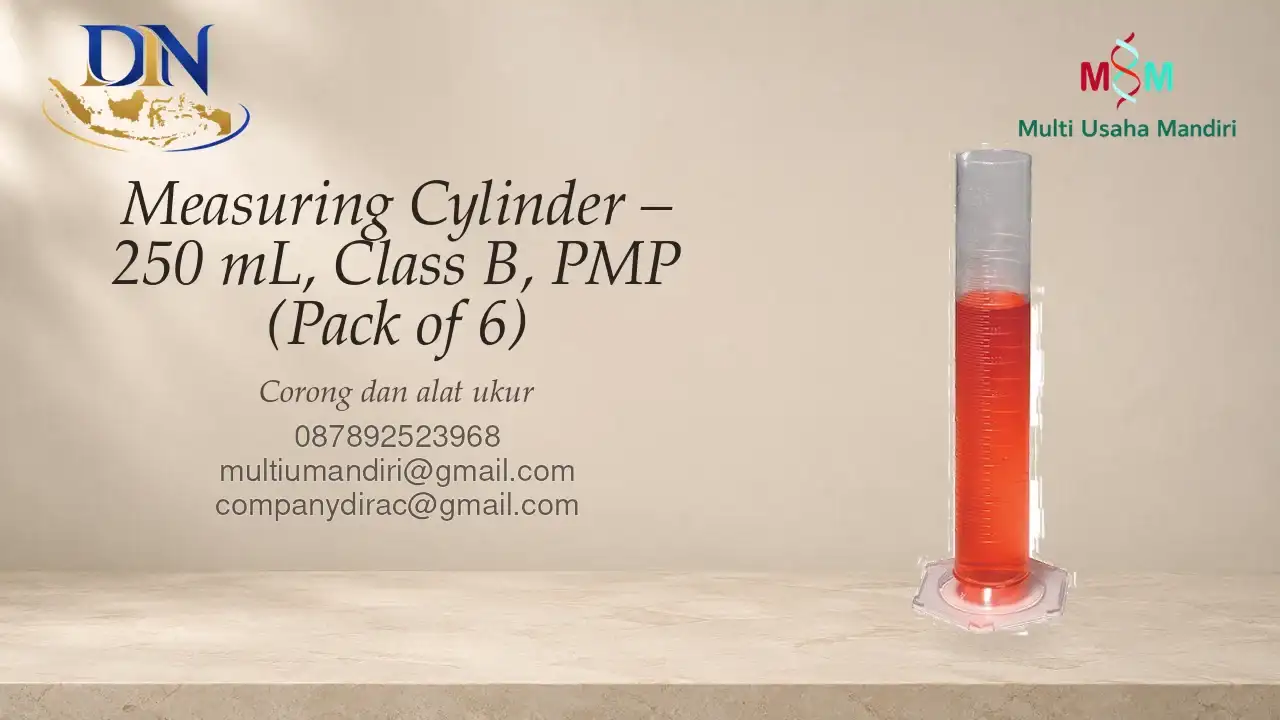 DIN
M M
Multi Usaha Mandiri
Measuring Cylinder –
250 mL, Class B, PMP
(Pack of 6)
Corong dan alat ukur
087892523968
multiumandiri@gmail.com
companydirac@gmail.com